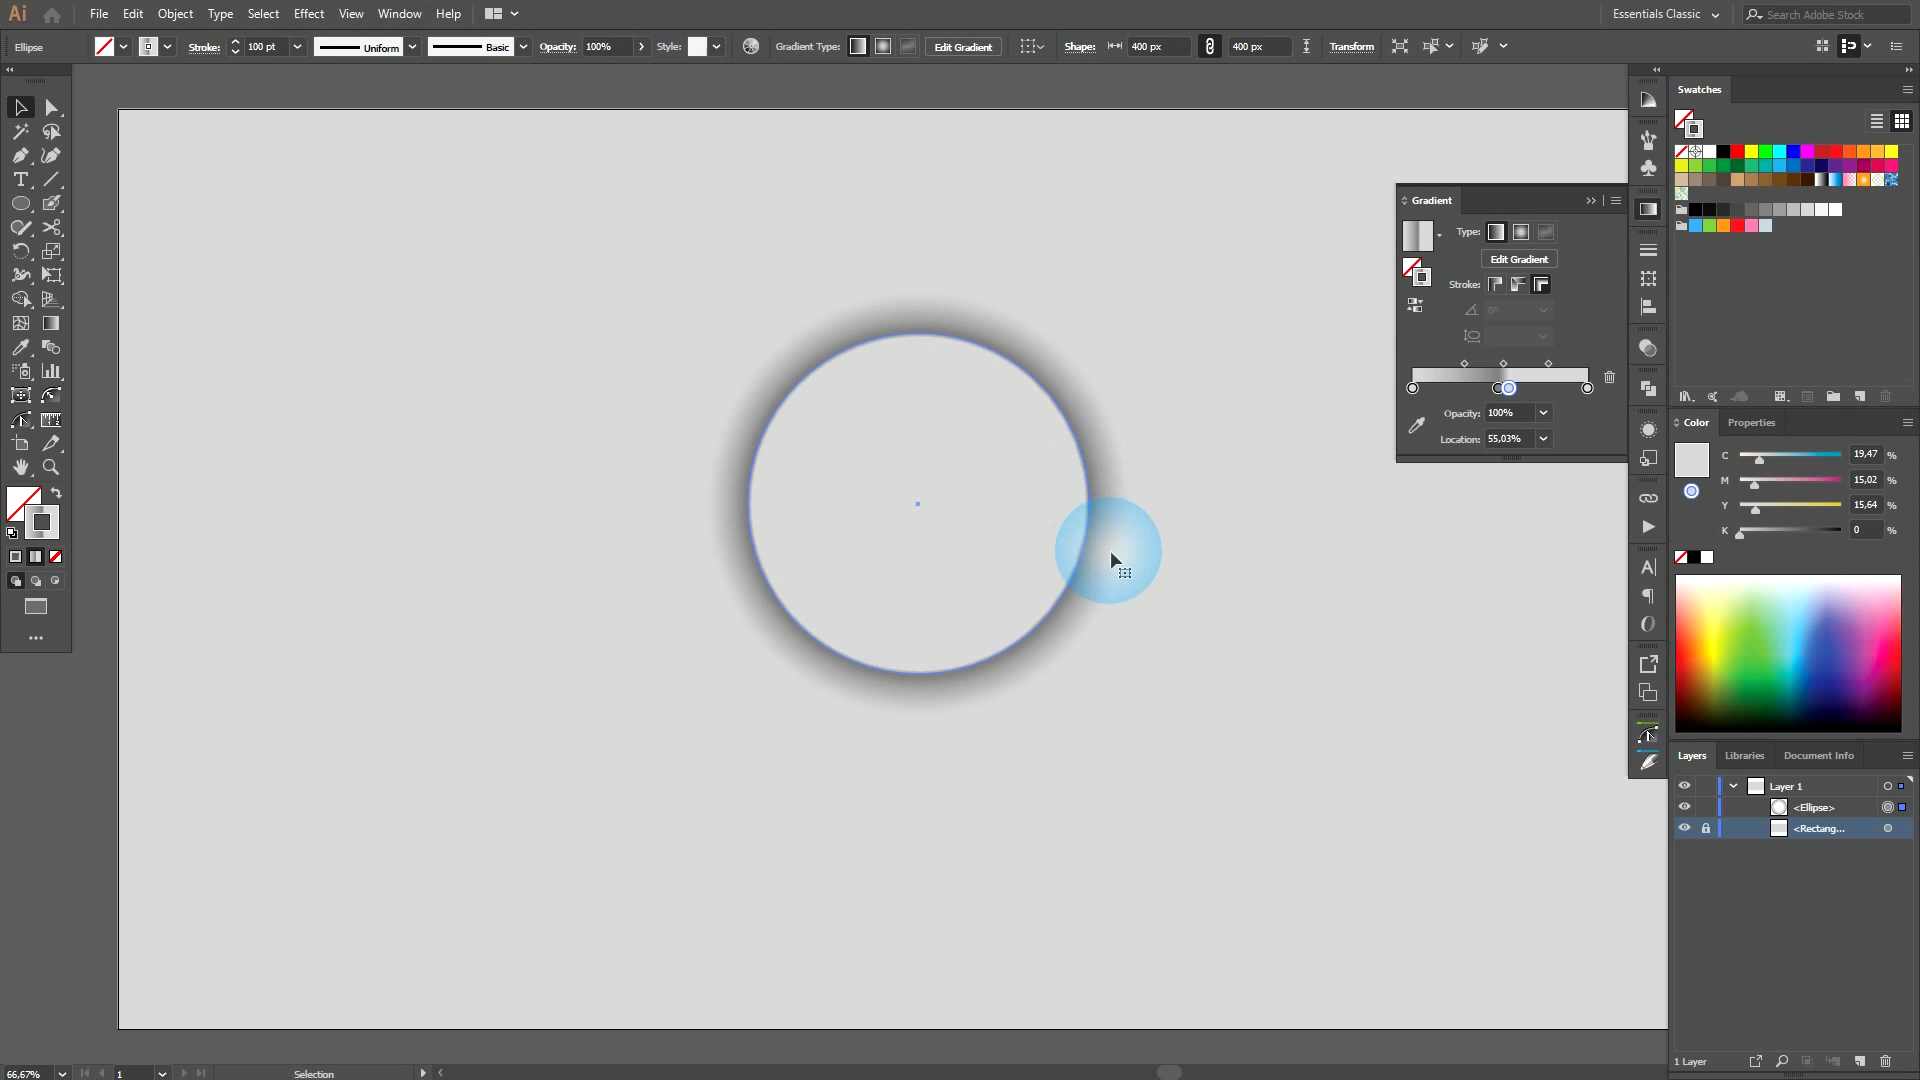 Ai File Edit Object Type Select Effect View Window Help Essentials Classic Search Adobe Stock
Ellipse Stroke: 100 pt Uniform Basic Opacity: 100% Style: Gradient Type: Edit Gradient Shape: 400 px 400 px Transform
Swatches
Gradient
Type:
Edit Gradient
Stroke:
0°
Opacity: 100%
Location: 55,03%
Color Properties
C 19,47 %
M 15,02 %
Y 15,64 %
K 0 %
Layers Libraries Document Info
Layer 1
<Ellipse>
<Rectang...
1 Layer
66,67% 1 Selection